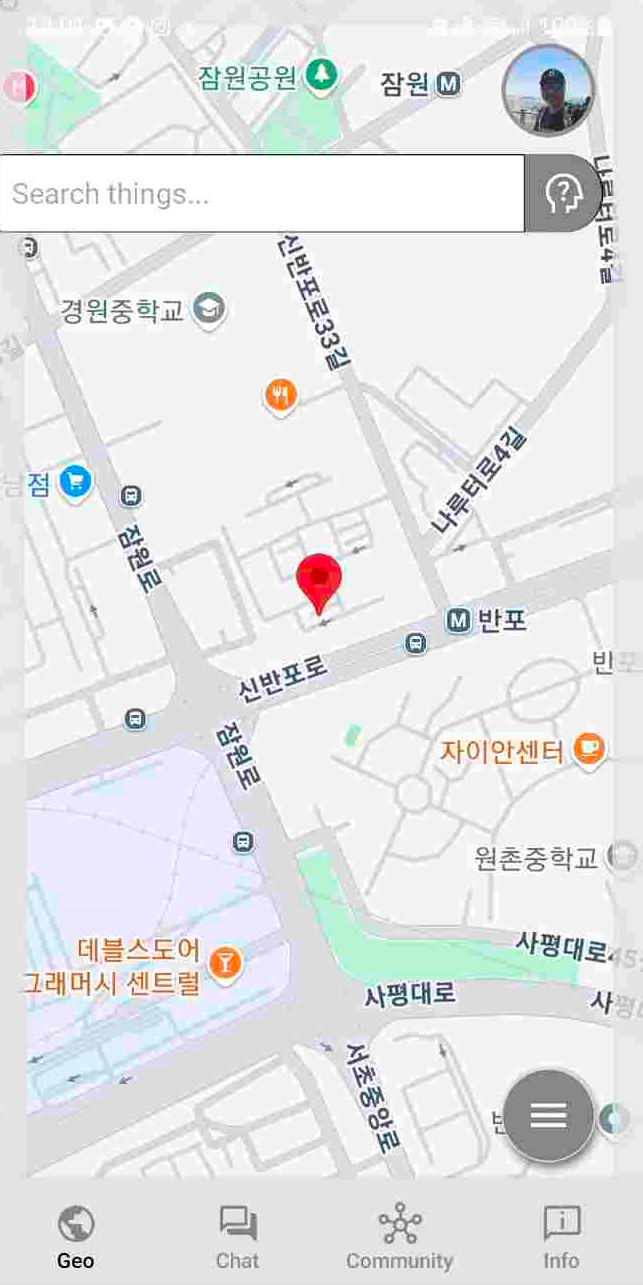 잠원공원
잠원
M
Search things...
나루터로4길
신반포로33길
경원중학교
점
나루터로4길
잠원로
M 반포
신반포로
반포
잠원로
자이안센터
원촌중학교
데블스도어
그래머시 센트럴
사평대로45
사평대로
서초중앙로
Geo
Chat
Community
Info